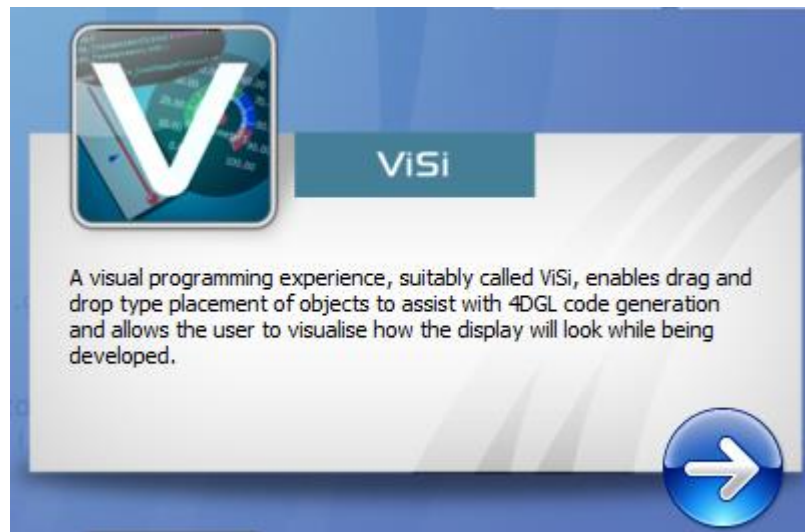 V
ViSi
A visual programming experience, suitably called ViSi, enables drag and
drop type placement of objects to assist with 4DGL code generation
and allows the user to visualise how the display will look while being
developed.